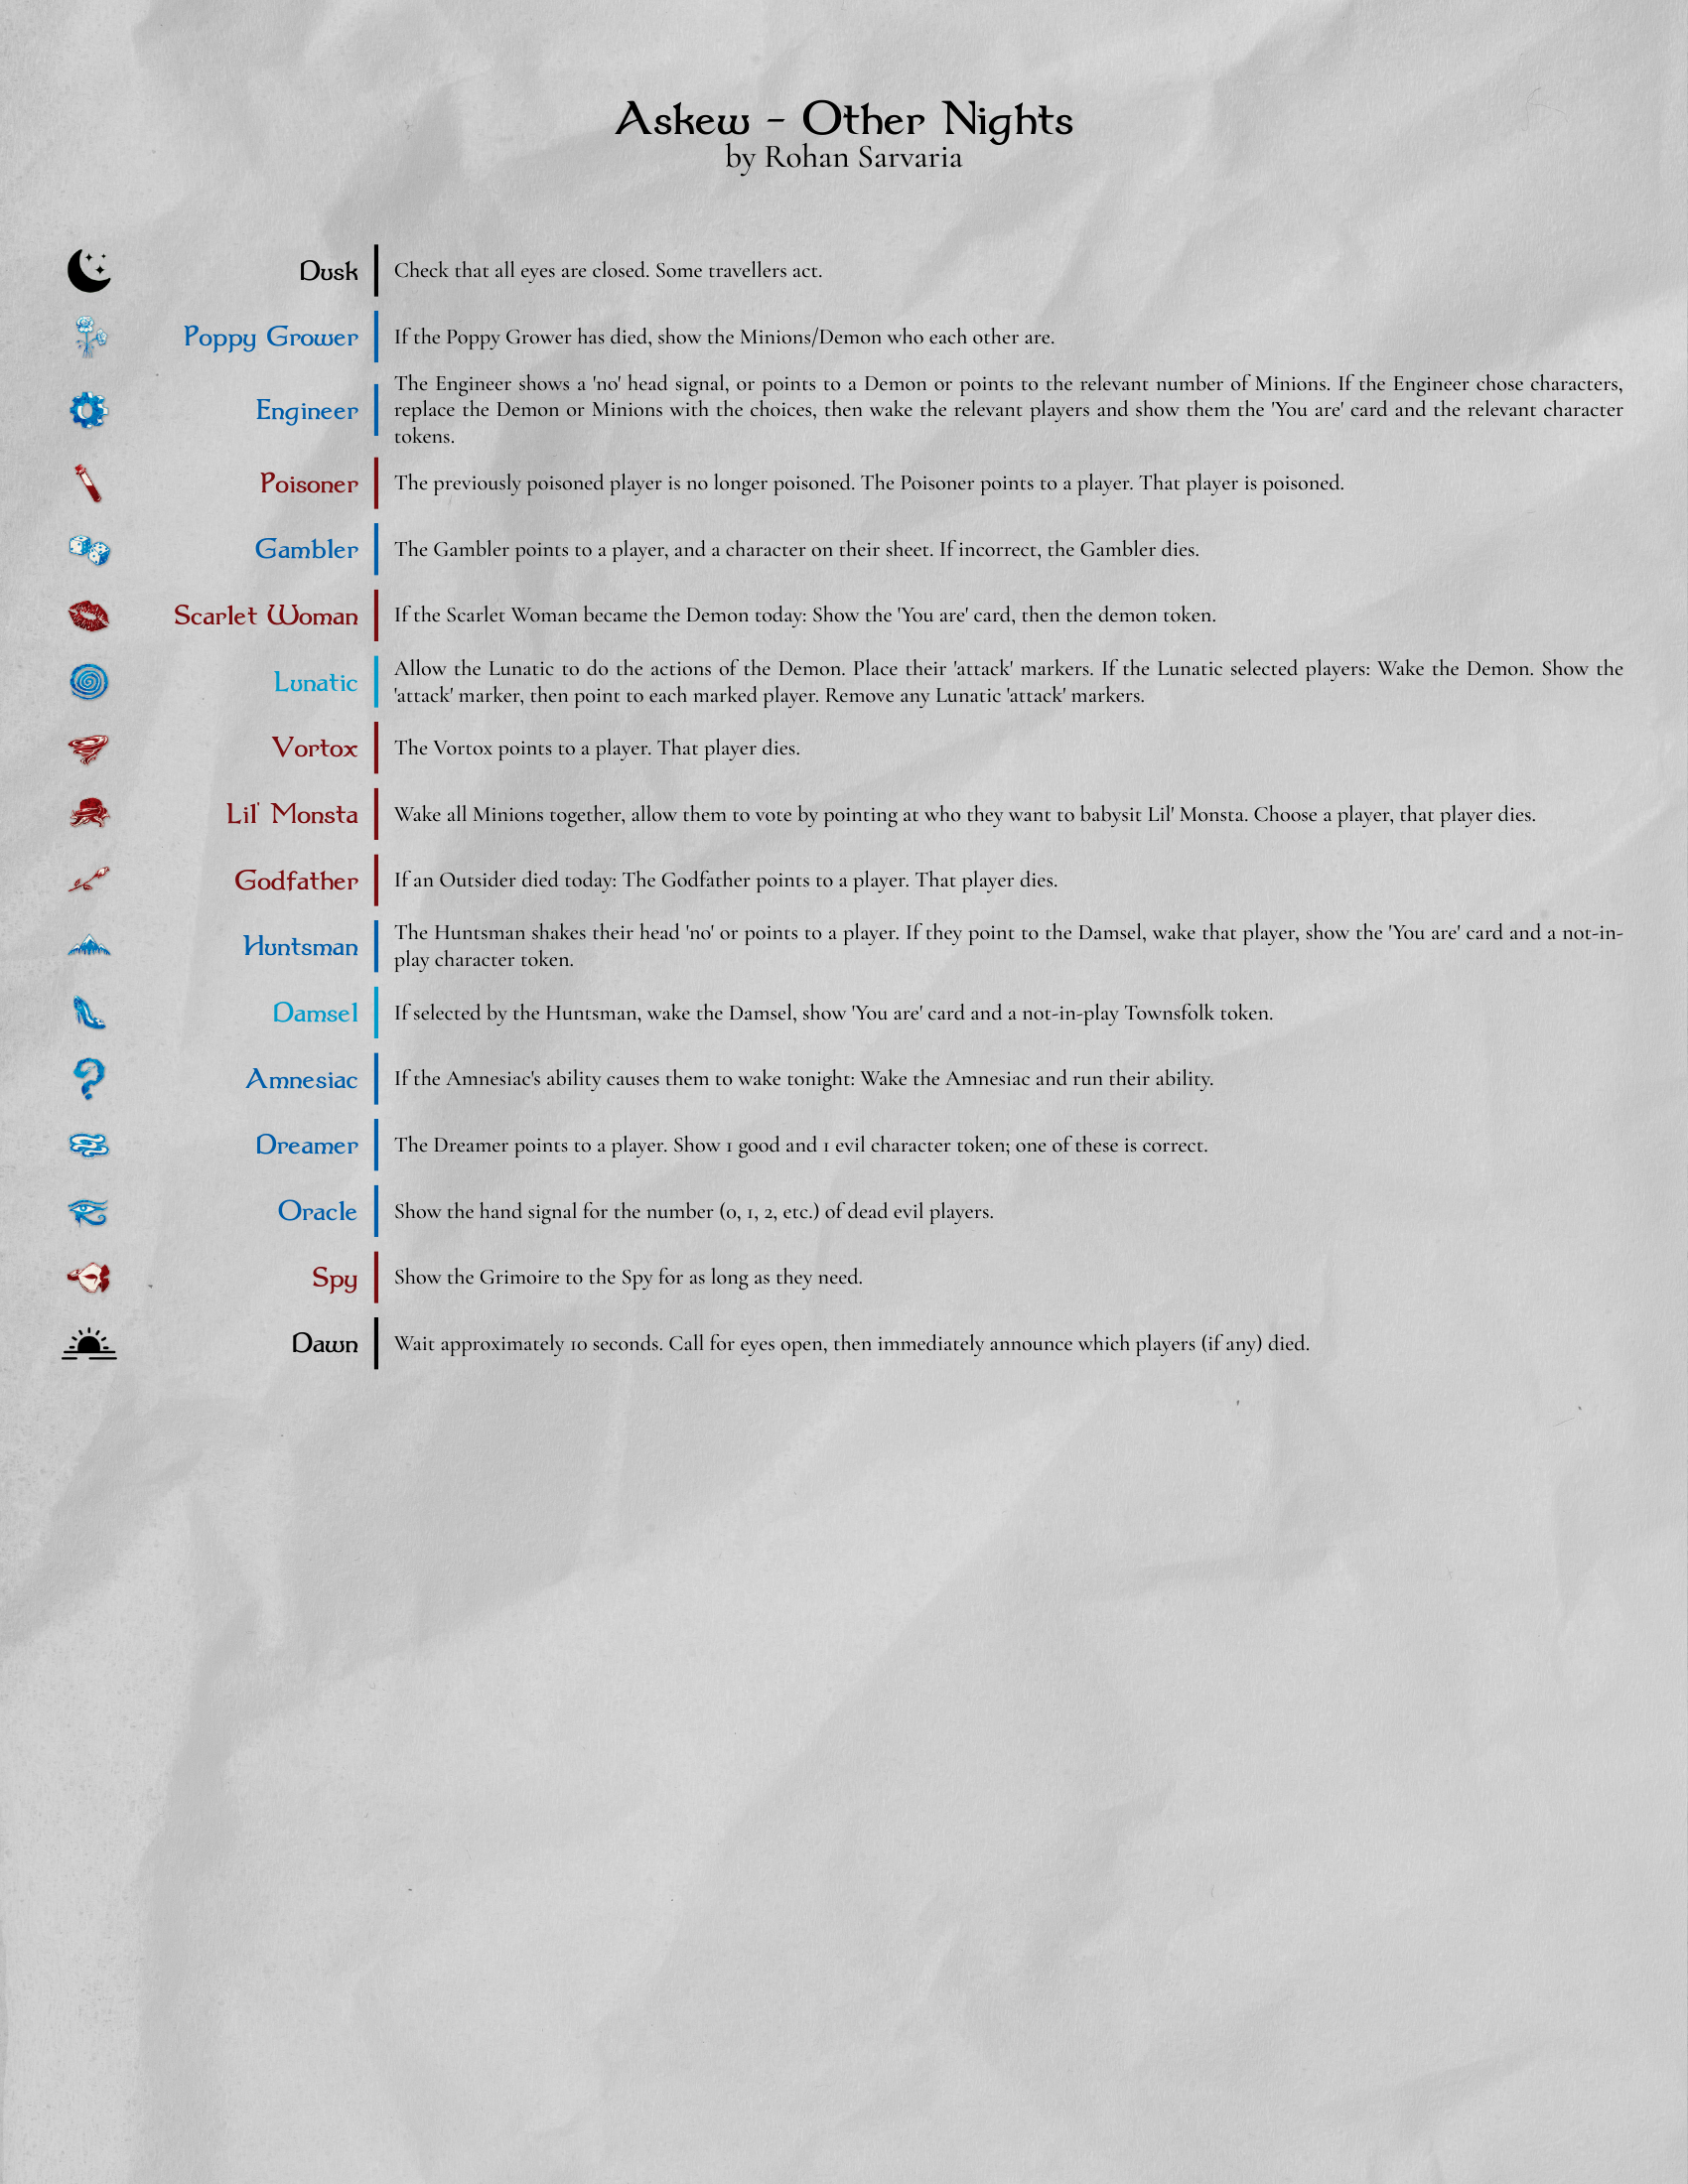 Askew - Other Nights
by Rohan Sarvaria
Dusk
Check that all eyes are closed. Some travellers act.
Poppy Grower
If the Poppy Grower has died, show the Minions/Demon who each other are.
Engineer
The Engineer shows a 'no' head signal, or points to a Demon or points to the relevant number of Minions. If the Engineer chose characters,
replace the Demon or Minions with the choices, then wake the relevant players and show them the 'You are' card and the relevant character
tokens.
Poisoner
The previously poisoned player is no longer poisoned. The Poisoner points to a player. That player is poisoned.
Gambler
The Gambler points to a player, and a character on their sheet. If incorrect, the Gambler dies.
Scarlet Woman
If the Scarlet Woman became the Demon today: Show the 'You are' card, then the demon token.
Lunatic
Allow the Lunatic to do the actions of the Demon. Place their 'attack' markers. If the Lunatic selected players: Wake the Demon. Show the
'attack' marker, then point to each marked player. Remove any Lunatic 'attack' markers.
Vortox
The Vortox points to a player. That player dies.
Lil' Monsta
Wake all Minions together, allow them to vote by pointing at who they want to babysit Lil' Monsta. Choose a player, that player dies.
Godfather
If an Outsider died today: The Godfather points to a player. That player dies.
Huntsman
The Huntsman shakes their head 'no' or points to a player. If they point to the Damsel, wake that player, show the 'You are' card and a not-in-
play character token.
Damsel
If selected by the Huntsman, wake the Damsel, show 'You are' card and a not-in-play Townsfolk token.
Amnesiac
If the Amnesiac's ability causes them to wake tonight: Wake the Amnesiac and run their ability.
Dreamer
The Dreamer points to a player. Show 1 good and 1 evil character token; one of these is correct.
Oracle
Show the hand signal for the number (0, 1, 2, etc.) of dead evil players.
Spy
Show the Grimoire to the Spy for as long as they need.
Dawn
Wait approximately 10 seconds. Call for eyes open, then immediately announce which players (if any) died.